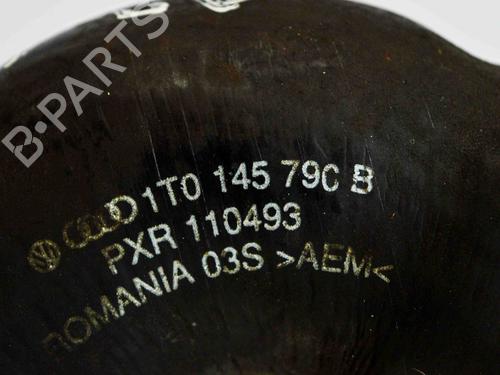 B·PARTS
1T0 145 790 B
PXR 110493
ROMANIA 03S >AEM<